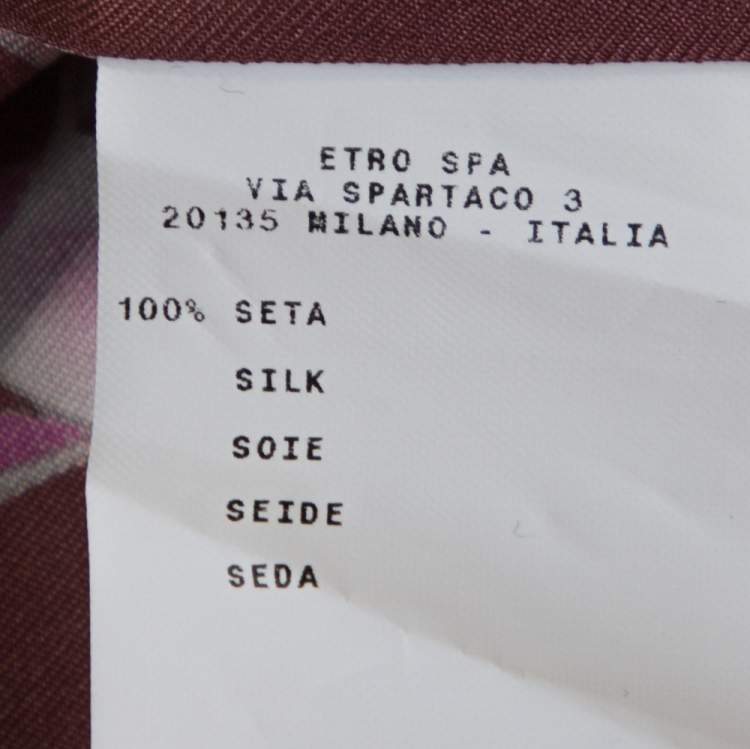 ETRO SPA
VIA SPARTACO 3
20135 MILANO - ITALIA
100% SETA
SILK
SOIE
SEIDE
SEDA